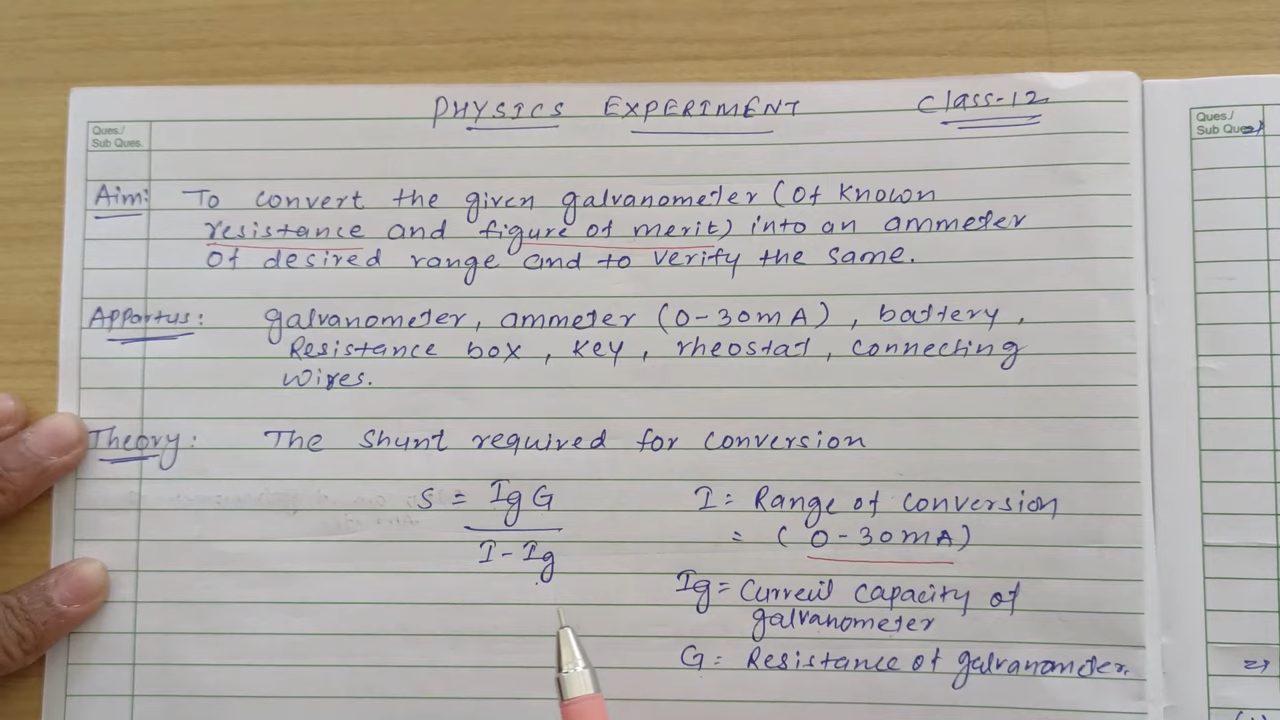 PHYSICS EXPERIMENT Class-12
Ques./
Sub Ques.
Aim: To convert the given galvanometer (Of known
resistance and figure of merit) into an ammeter
Of desired range and to verify the same.
Appartus: galvanometer, ammeter (0-30mA), battery,
Resistance box, Key, rheostat, connecting
wires.
Theory: The Shunt required for conversion
S = Ig G
I - Ig
I = Range of conversion
= (0-30mA)
Ig = Current capacity of
galvanometer
G = Resistance of galvanometer.
Ques./
Sub Ques.